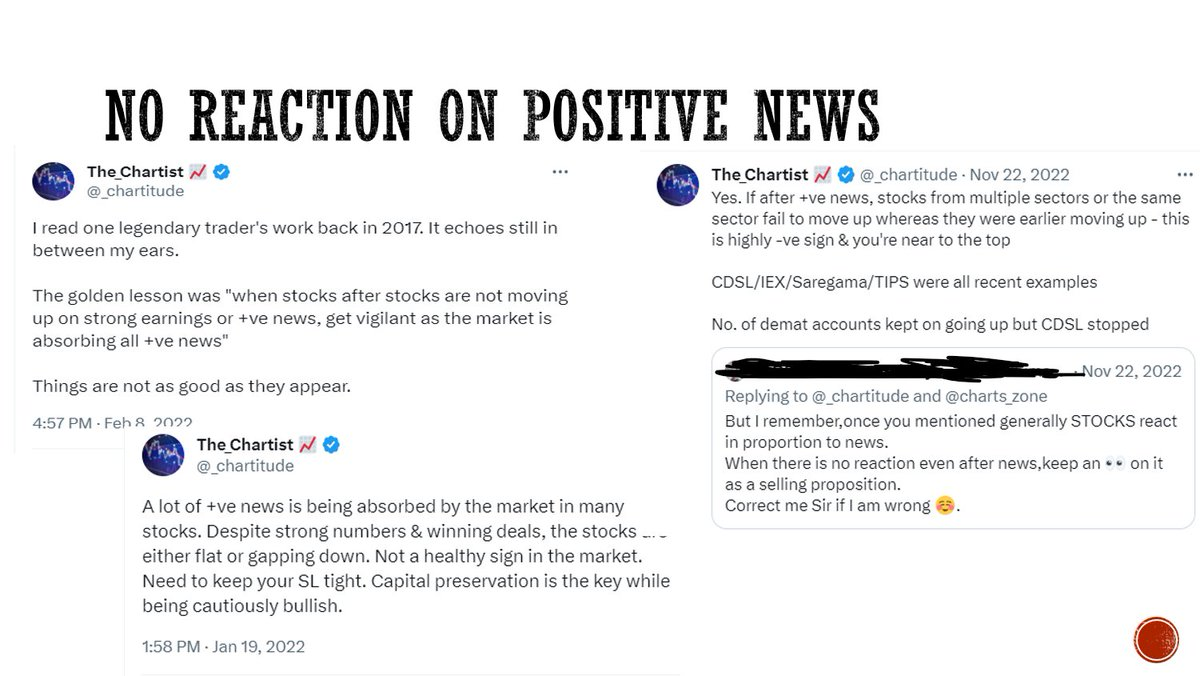 NO REACTION ON POSITIVE NEWS
The_Chartist 📈
@_chartitude
I read one legendary trader's work back in 2017. It echoes still in
between my ears.
The golden lesson was "when stocks after stocks are not moving
up on strong earnings or +ve news, get vigilant as the market is
absorbing all +ve news"
Things are not as good as they appear.
4:57 PM · Feb 8, 2022
The_Chartist 📈
@_chartitude
A lot of +ve news is being absorbed by the market in many
stocks. Despite strong numbers & winning deals, the stocks
either flat or gapping down. Not a healthy sign in the market.
Need to keep your SL tight. Capital preservation is the key while
being cautiously bullish.
1:58 PM · Jan 19, 2022
The_Chartist 📈 @_chartitude · Nov 22, 2022
Yes. If after +ve news, stocks from multiple sectors or the same
sector fail to move up whereas they were earlier moving up - this
is highly -ve sign & you're near to the top
CDSL/IEX/Saregama/TIPS were all recent examples
No. of demat accounts kept on going up but CDSL stopped
· Nov 22, 2022
Replying to @_chartitude and @charts_zone
But I remember,once you mentioned generally STOCKS react
in proportion to news.
When there is no reaction even after news,keep an 👀 on it
as a selling proposition.
Correct me Sir if I am wrong ☺️.